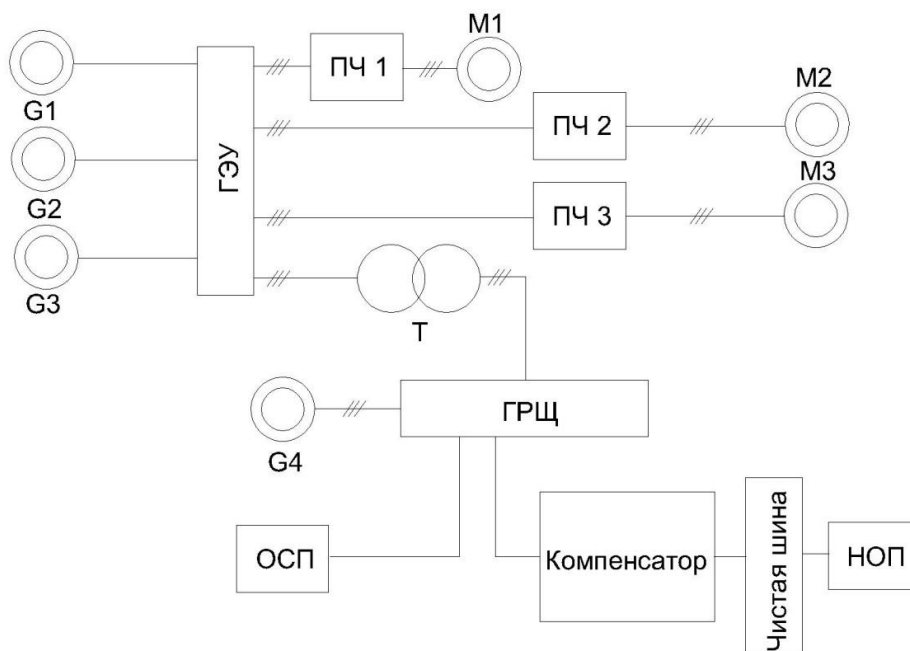 M1
ПЧ 1
G1
M2
ПЧ 2
ГЭУ
M3
G2
ПЧ 3
G3
Т
ГРЩ
G4
ОСП
Компенсатор
Чистая шина
НОП